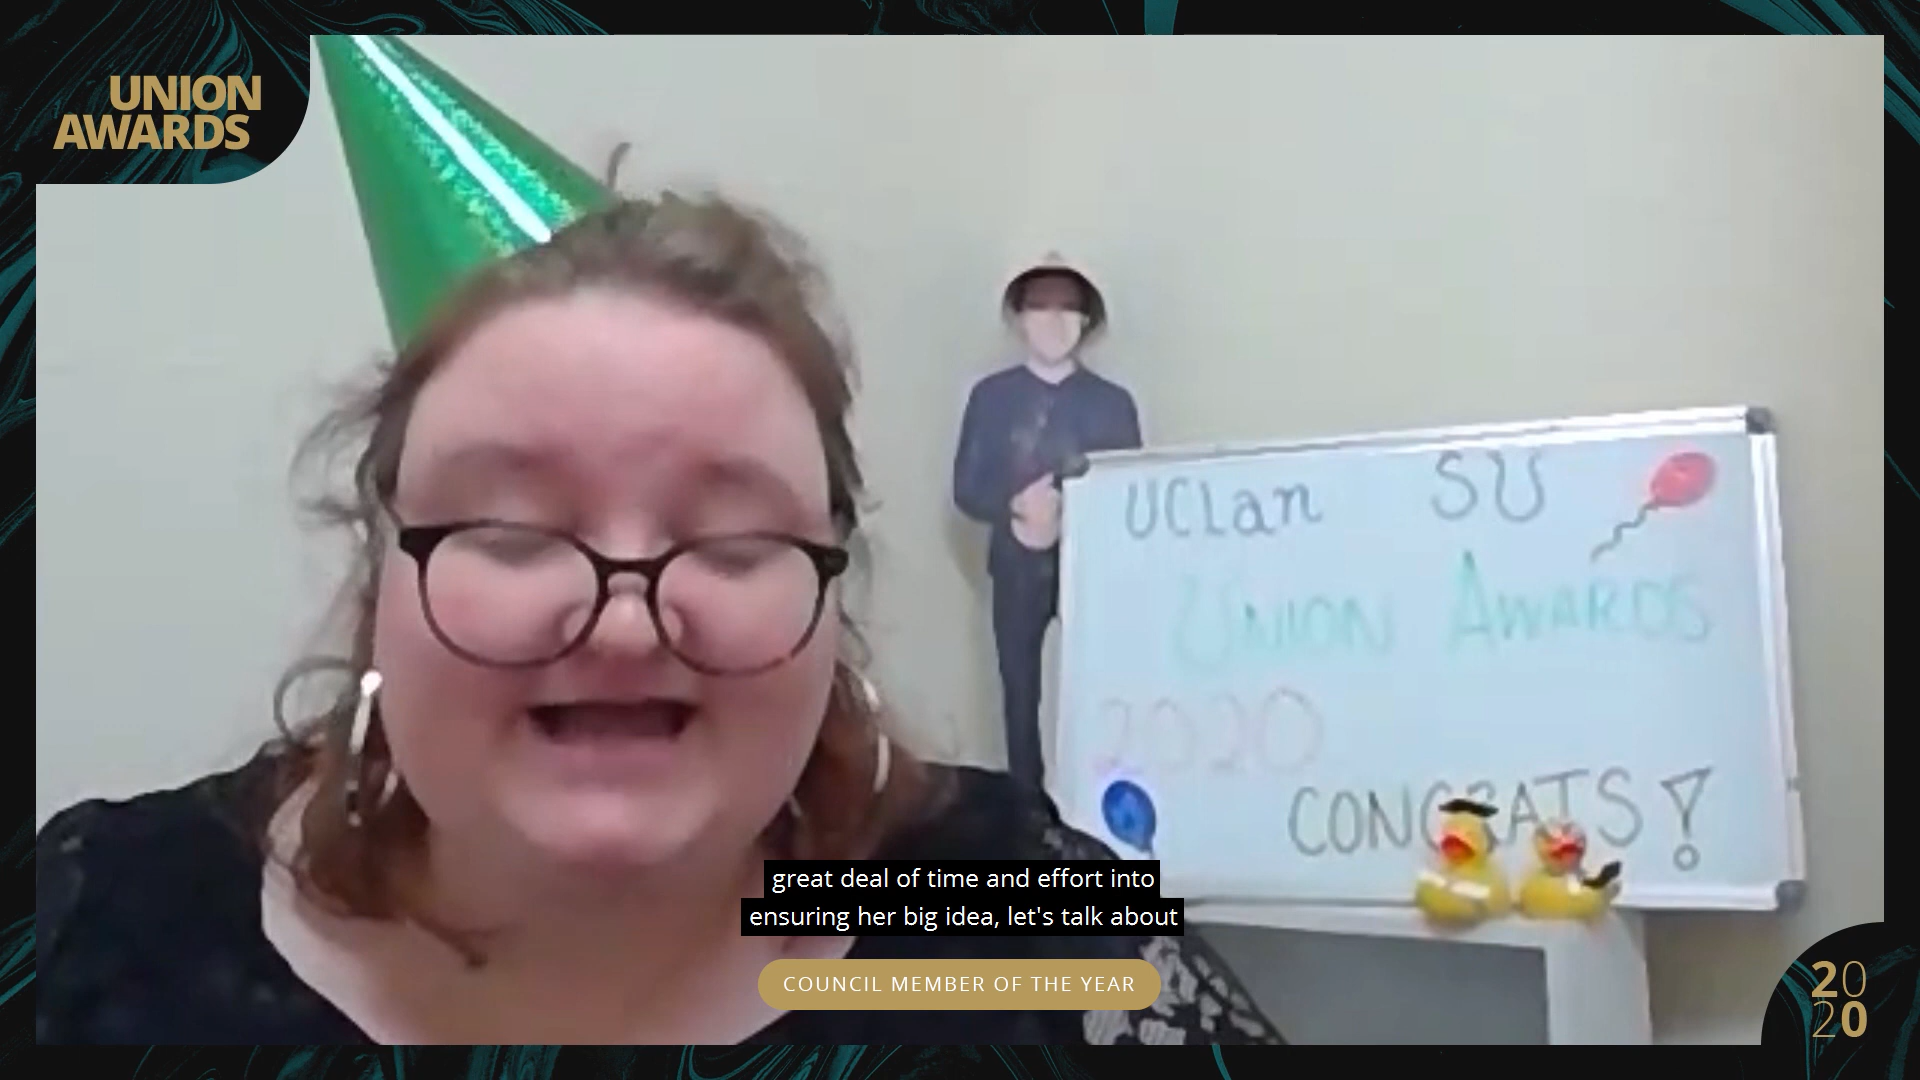 UNION
AWARDS
UCLan SU
UNION AWARDS
2020
CONGRATS!
great deal of time and effort into
ensuring her big idea, let's talk about
COUNCIL MEMBER OF THE YEAR
20
20